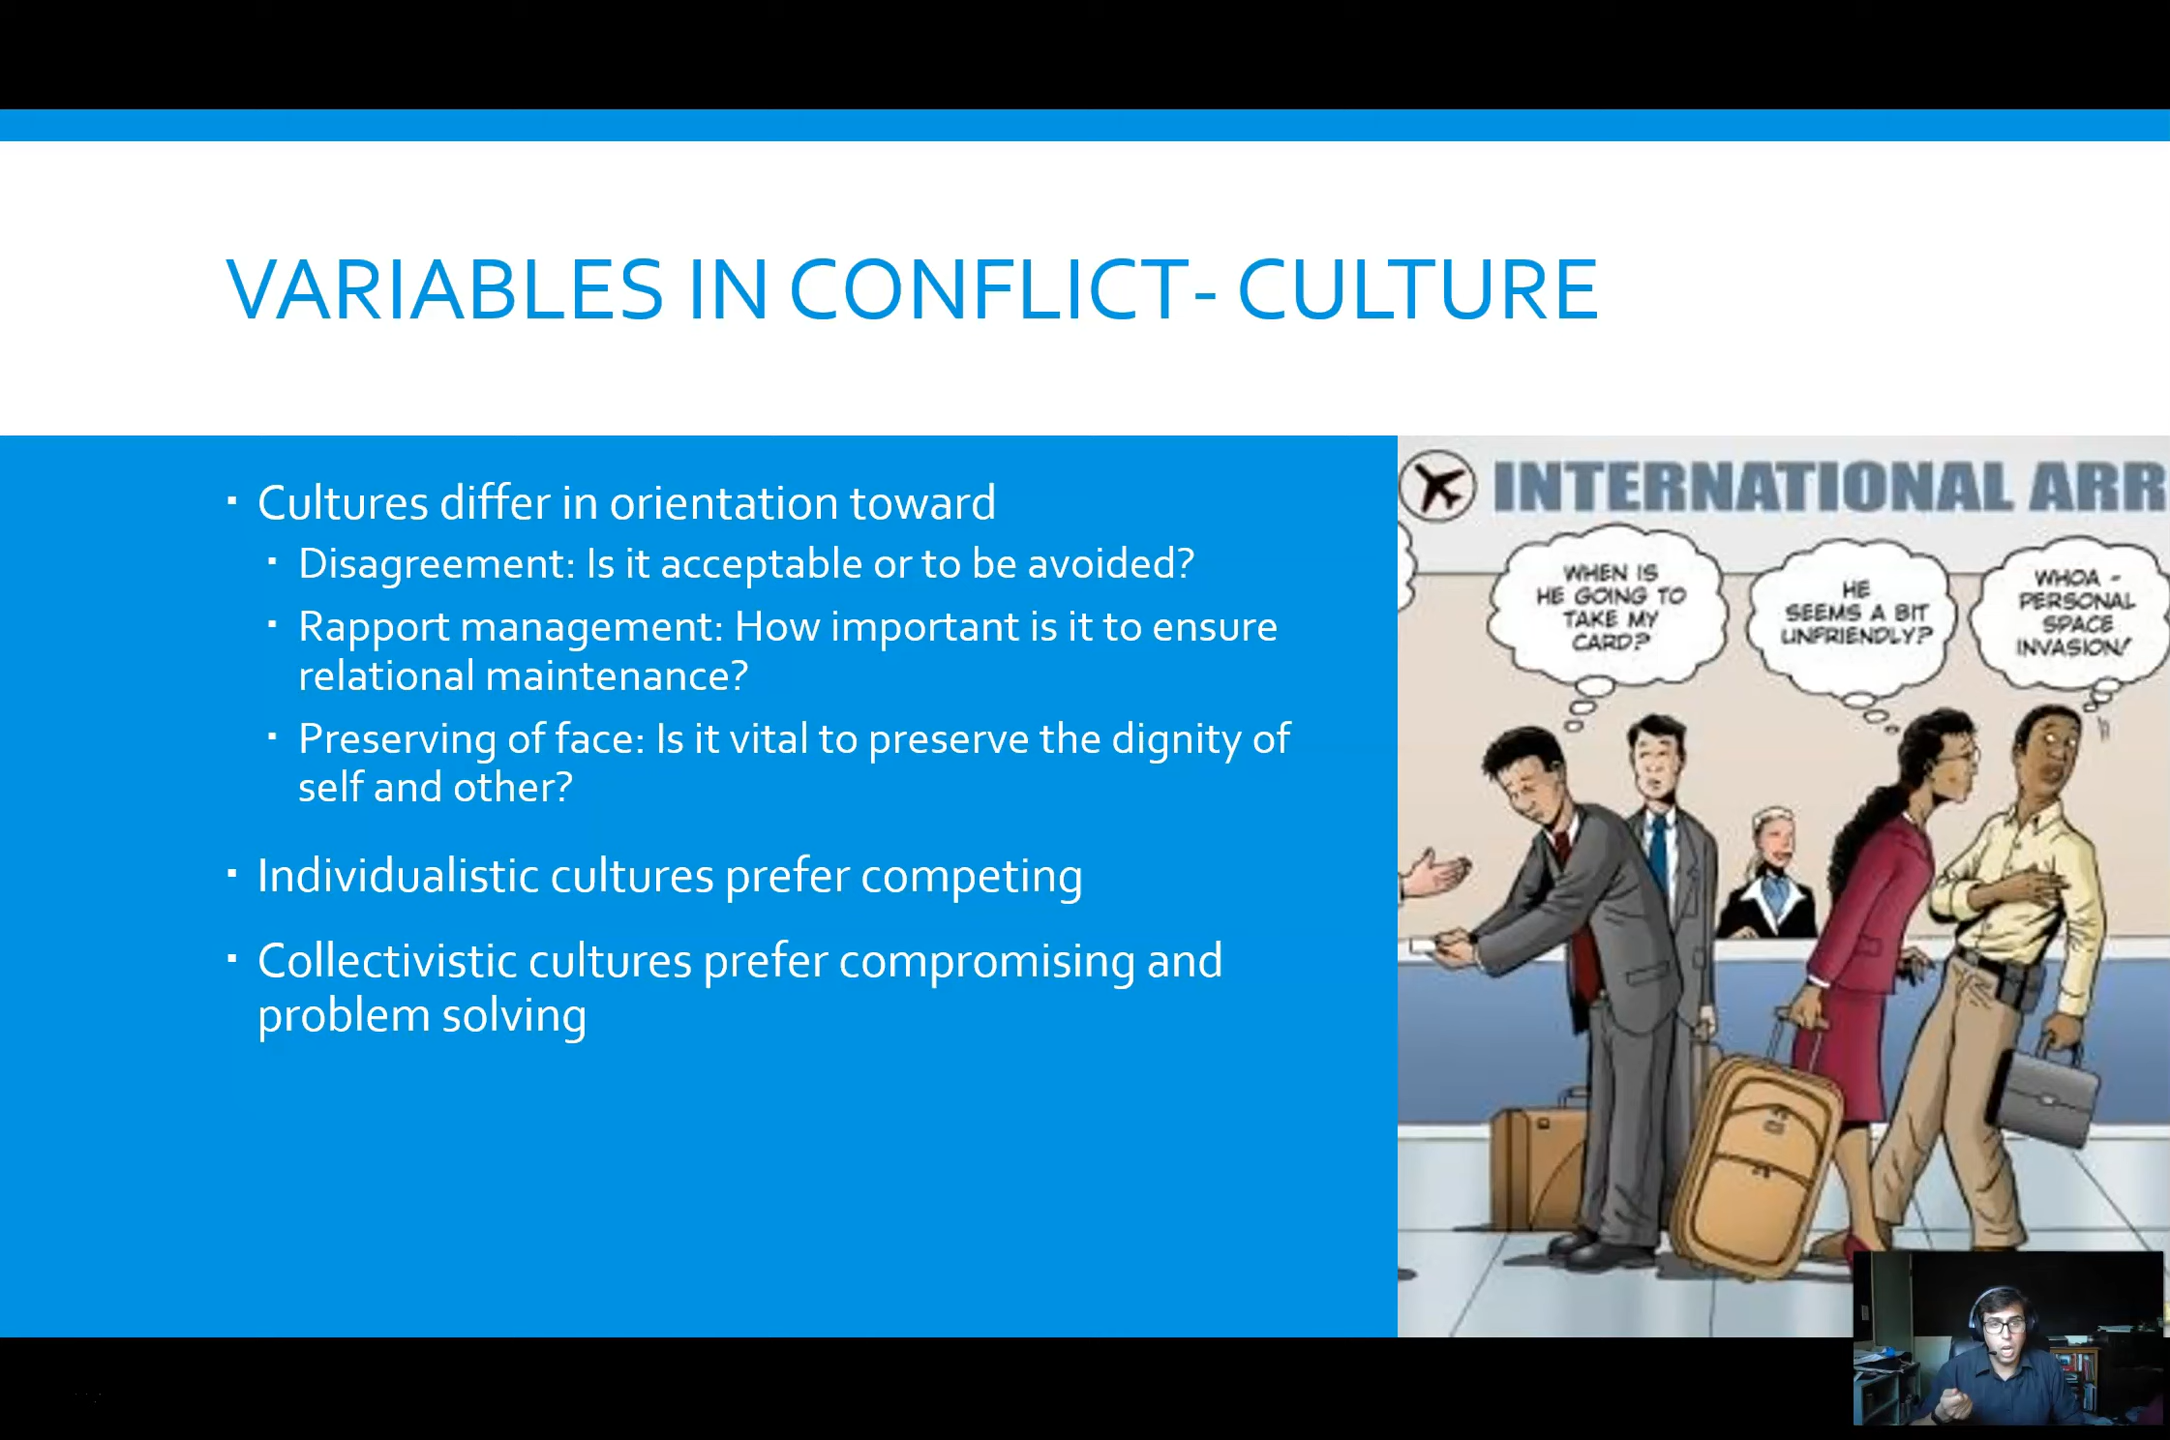 VARIABLES IN CONFLICT- CULTURE
▪ Cultures differ in orientation toward
▪ Disagreement: Is it acceptable or to be avoided?
▪ Rapport management: How important is it to ensure
relational maintenance?
▪ Preserving of face: Is it vital to preserve the dignity of
self and other?
▪ Individualistic cultures prefer competing
▪ Collectivistic cultures prefer compromising and
problem solving
INTERNATIONAL ARR
WHEN IS
HE GOING TO
TAKE MY
CARD?
HE
SEEMS A BIT
UNFRIENDLY?
WHOA -
PERSONAL
SPACE
INVASION!